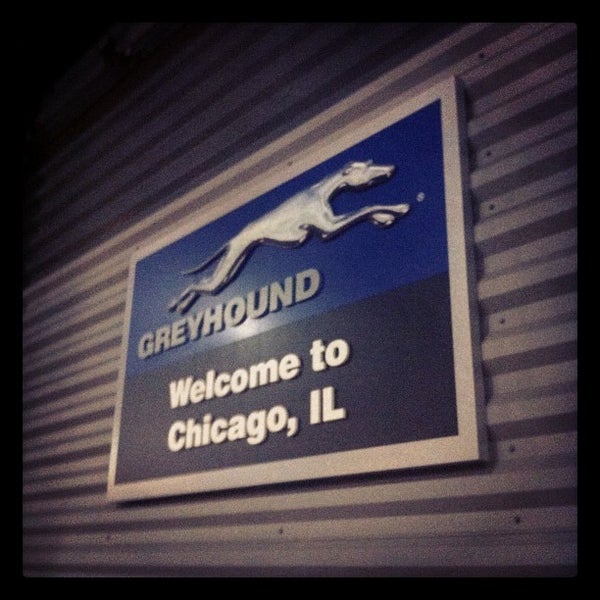 GREYHOUND
Welcome to
Chicago, IL